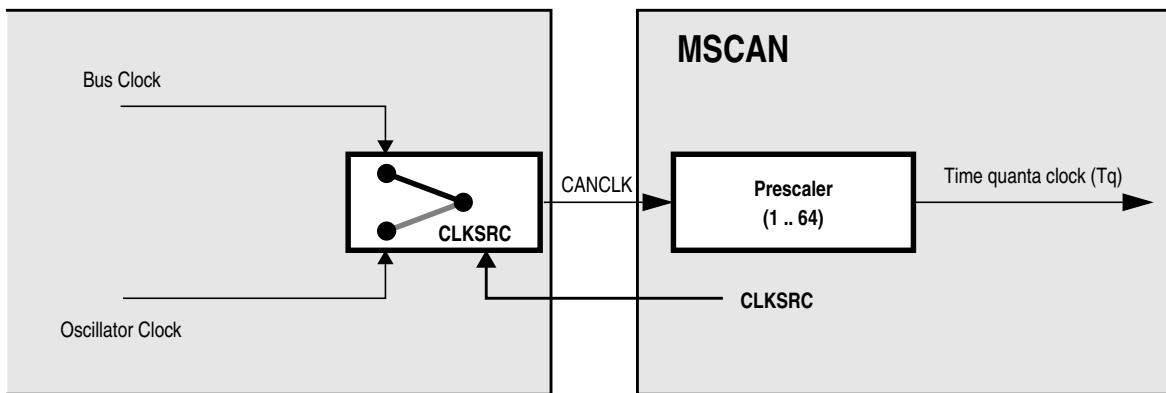 MSCAN
Bus Clock
CANCLK
Prescaler
(1 .. 64)
Time quanta clock (Tq)
CLKSRC
CLKSRC
Oscillator Clock